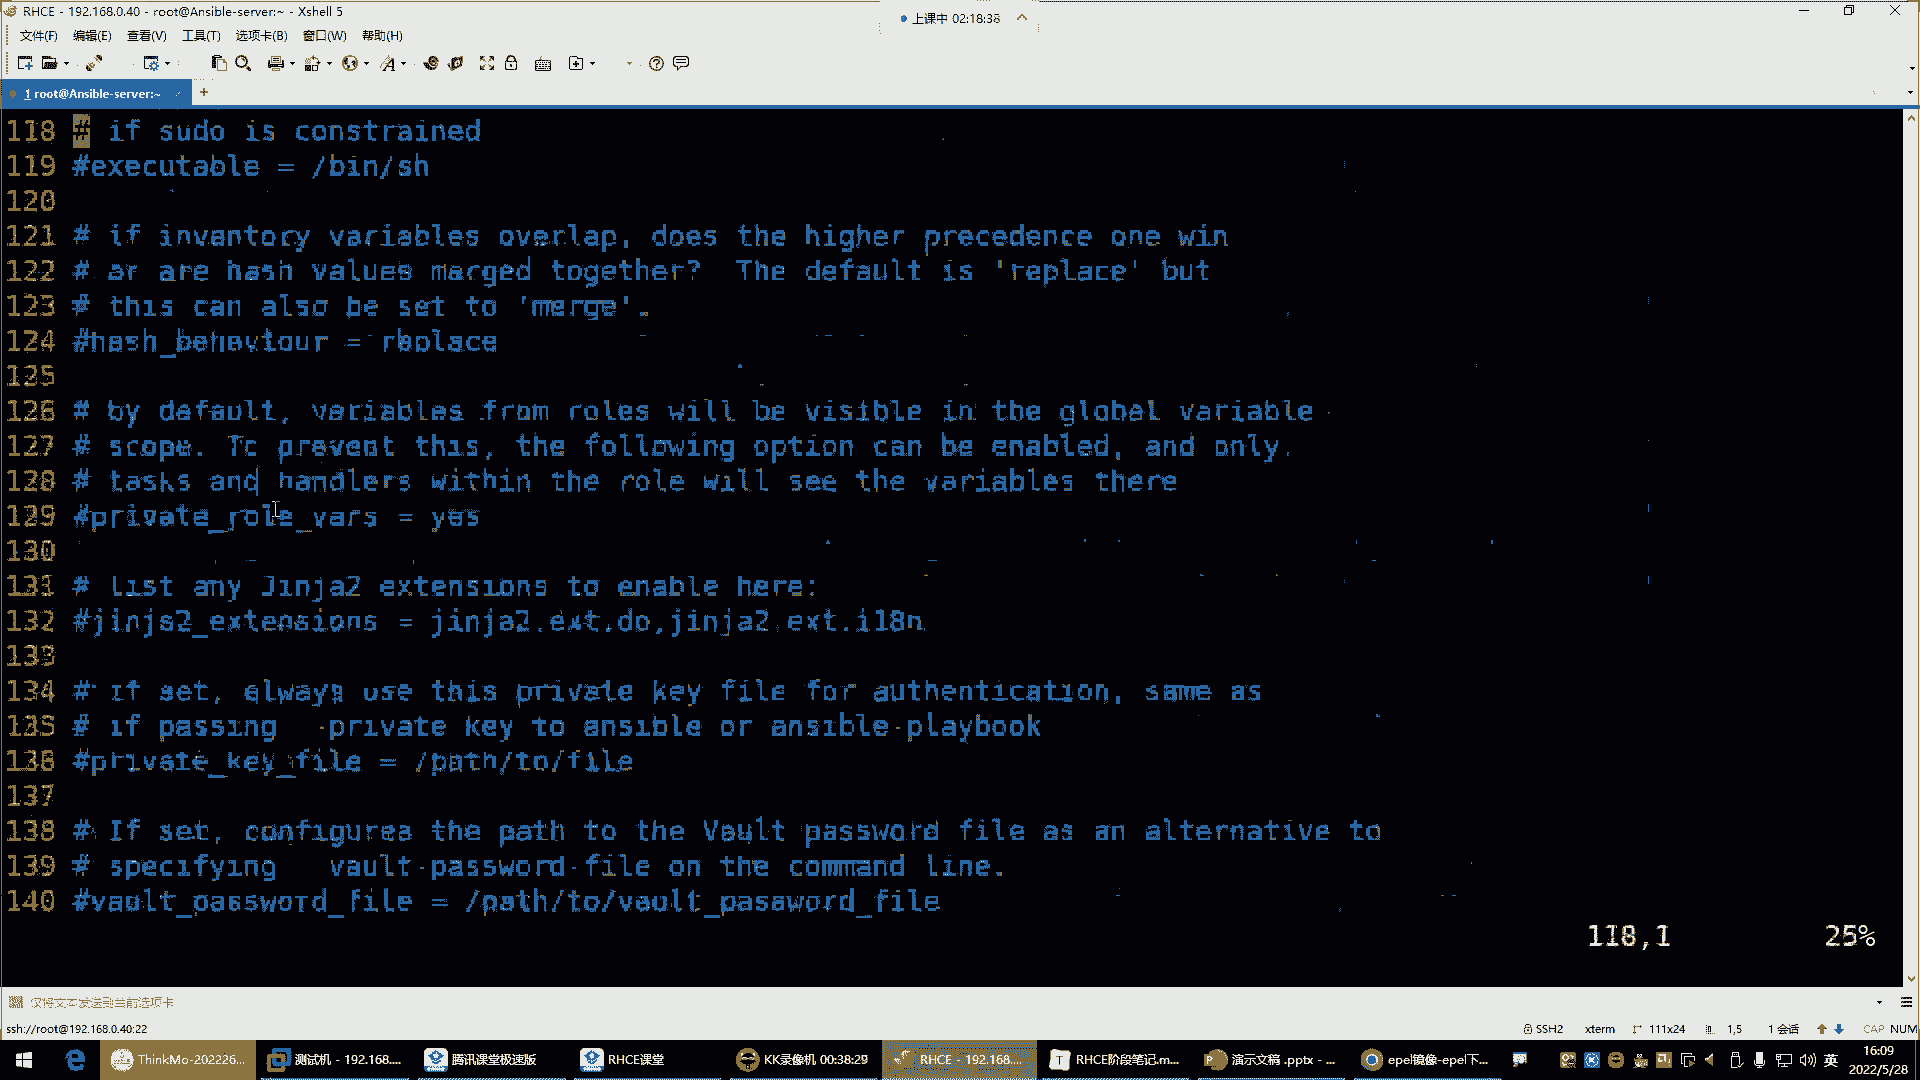 RHCE - 192.168.0.40 - root@Ansible-server:~ - Xshell 5
上课中 02:18:38
文件(F) 编辑(E) 查看(V) 工具(T) 选项卡(B) 窗口(W) 帮助(H)
1 root@Ansible-server:~
118 # if sudo is constrained
119 #executable = /bin/sh
120
121 # if inventory variables overlap, does the higher precedence one win
122 # or are hash values merged together?  The default is 'replace' but
123 # this can also be set to 'merge'.
124 #hash_behaviour = replace
125
126 # by default, variables from roles will be visible in the global variable
127 # scope. To prevent this, the following option can be enabled, and only
128 # tasks and handlers within the role will see the variables there
129 #private_role_vars = yes
130
131 # List any Jinja2 extensions to enable here:
132 #jinja2_extensions = jinja2.ext.do,jinja2.ext.i18n
133
134 # If set, always use this private key file for authentication, same as
135 # if passing --private-key to ansible or ansible-playbook
136 #private_key_file = /path/to/file
137
138 # If set, configures the path to the Vault password file as an alternative to
139 # specifying --vault-password-file on the command line.
140 #vault_password_file = /path/to/vault_password_file
118,1 25%
仅将文本发送到当前选项卡
ssh://root@192.168.0.40:22 SSH2 xterm 111x24 1,5 1 会话 CAP NUM
ThinkMo-202226... 测试机 - 192.168.... 腾讯课堂极速版 RHCE课堂 KK录像机 00:38:29 RHCE - 192.168.... RHCE阶段笔记.m... 演示文稿 .pptx - ... epel镜像-epel下... 英 16:09
2022/5/28